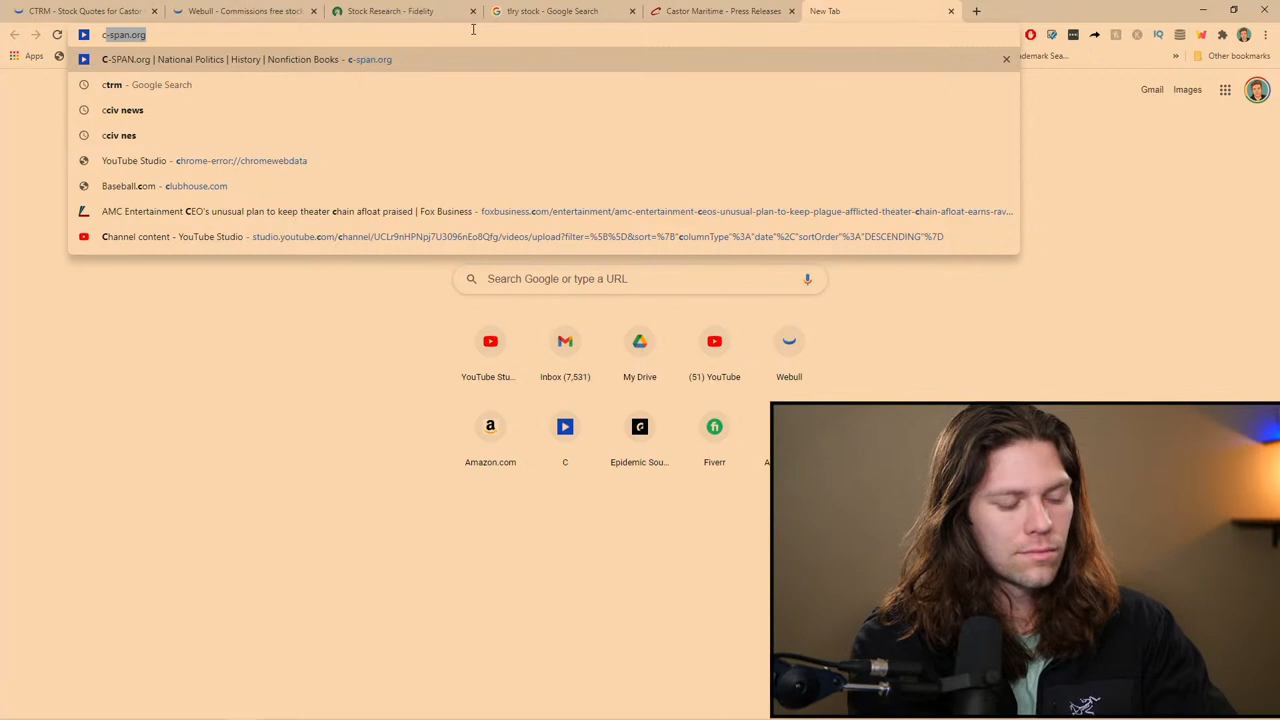 CTRM - Stock Quotes for Castor
Webull - Commissions free stock
Stock Research - Fidelity
tlry stock - Google Search
Castor Maritime - Press Releases
New Tab
c-span.org
Apps
demark Sea...
Other bookmarks
C-SPAN.org | National Politics | History | Nonfiction Books - c-span.org
ctrm - Google Search
cciv news
cciv nes
YouTube Studio - chrome-error://chromewebdata
Baseball.com - clubhouse.com
AMC Entertainment CEO's unusual plan to keep theater chain afloat praised | Fox Business - foxbusiness.com/entertainment/amc-entertainment-ceos-unusual-plan-to-keep-plague-afflicted-theater-chain-afloat-earns-rav...
Channel content - YouTube Studio - studio.youtube.com/channel/UCLr9nHPNpj7U3096nEo8Qfg/videos/upload?filter=%5B%5D&sort=%7B"columnType"%3A"date"%2C"sortOrder"%3A"DESCENDING"%7D
Gmail Images
Search Google or type a URL
YouTube Stu...
Inbox (7,531)
My Drive
(51) YouTube
Webull
Amazon.com
C
Epidemic Sou...
Fiverr